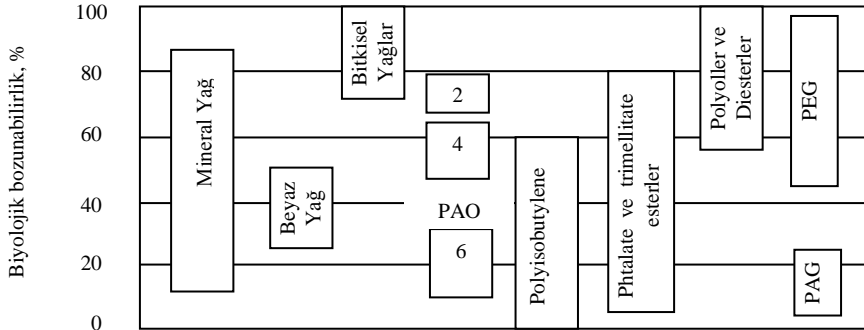 Biyolojik bozunabilirlik, %
100
80
60
40
20
0
Mineral Yağ
Beyaz
Yağ
Bitkisel
Yağlar
2
4
PAO
6
Polyisobutylene
Phtalate ve trimellitate
esterler
Polyoller ve
Diesterler
PEG
PAG